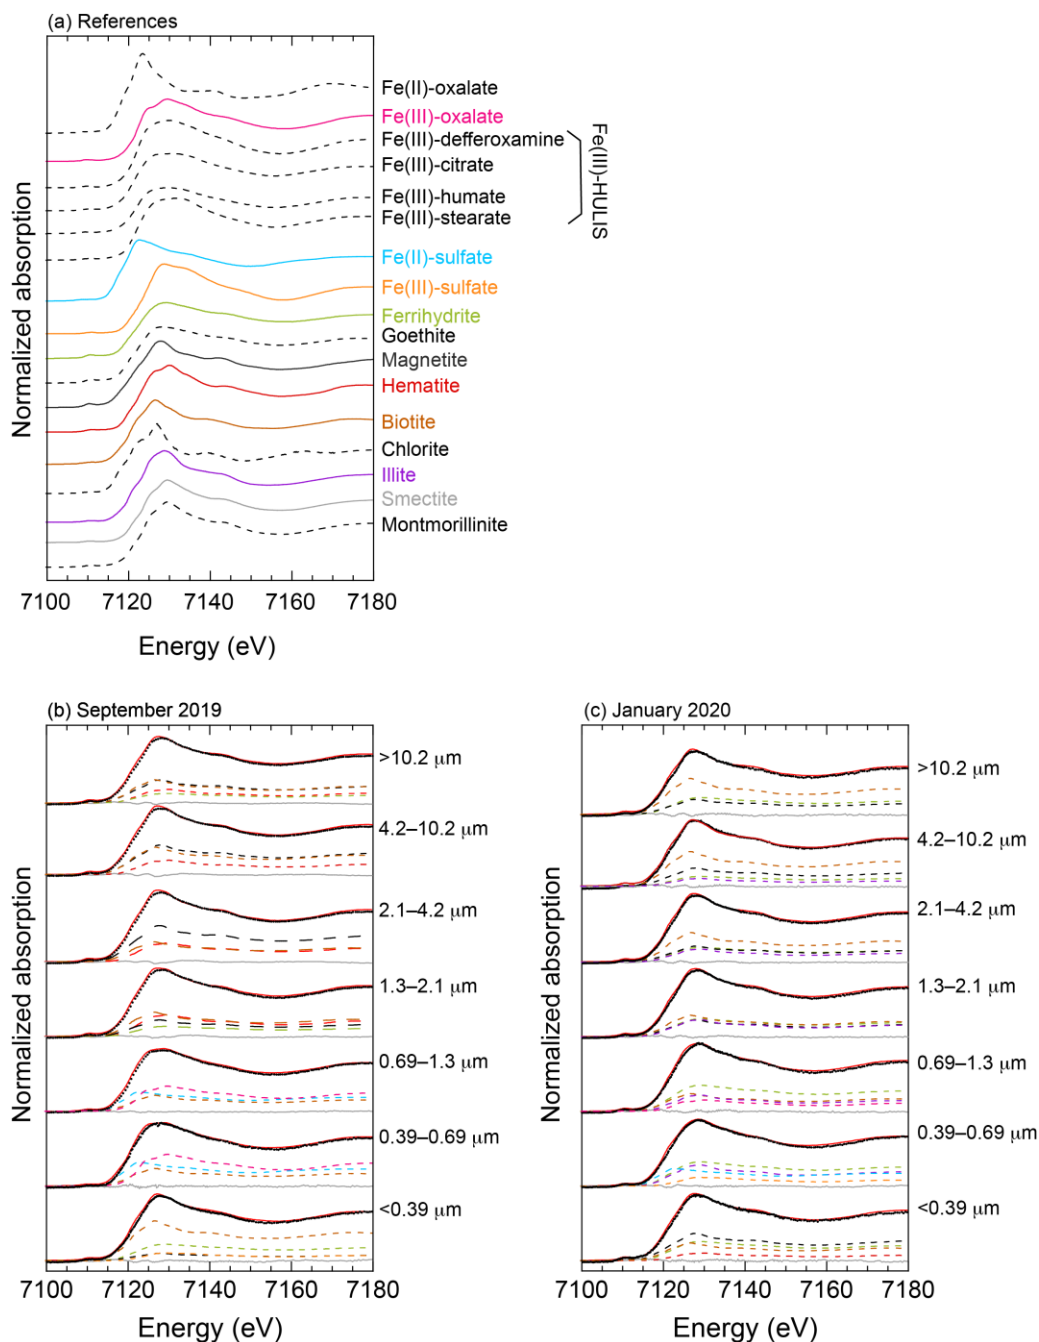 (a) References
Normalized absorption
Fe(II)-oxalate
Fe(III)-oxalate
Fe(III)-defferoxamine
Fe(III)-citrate
Fe(III)-humate
Fe(III)-stearate
Fe(III)-HULIS
Fe(II)-sulfate
Fe(III)-sulfate
Ferrihydrite
Goethite
Magnetite
Hematite
Biotite
Chlorite
Illite
Smectite
Montmorillinite
7100 7120 7140 7160 7180
Energy (eV)
(b) September 2019
Normalized absorption
>10.2 μm
4.2–10.2 μm
2.1–4.2 μm
1.3–2.1 μm
0.69–1.3 μm
0.39–0.69 μm
<0.39 μm
7100 7120 7140 7160 7180
Energy (eV)
(c) January 2020
Normalized absorption
>10.2 μm
4.2–10.2 μm
2.1–4.2 μm
1.3–2.1 μm
0.69–1.3 μm
0.39–0.69 μm
<0.39 μm
7100 7120 7140 7160 7180
Energy (eV)